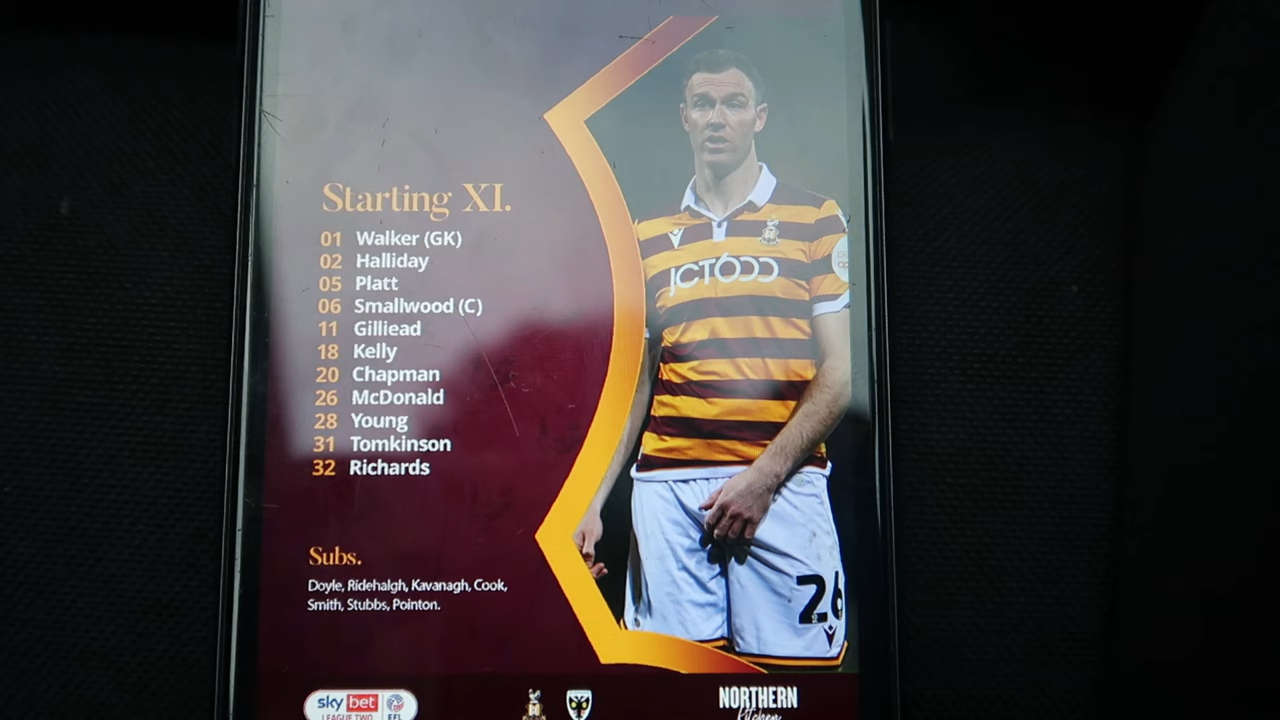 Starting XI.
01 Walker (GK)
02 Halliday
05 Platt
06 Smallwood (C)
11 Gilliead
18 Kelly
20 Chapman
26 McDonald
28 Young
31 Tomkinson
32 Richards
Subs.
Doyle, Ridehalgh, Kavanagh, Cook,
Smith, Stubbs, Pointon.
JCT600
26
sky bet
LEAGUE TWO
EFL
NORTHERN
Kitchen